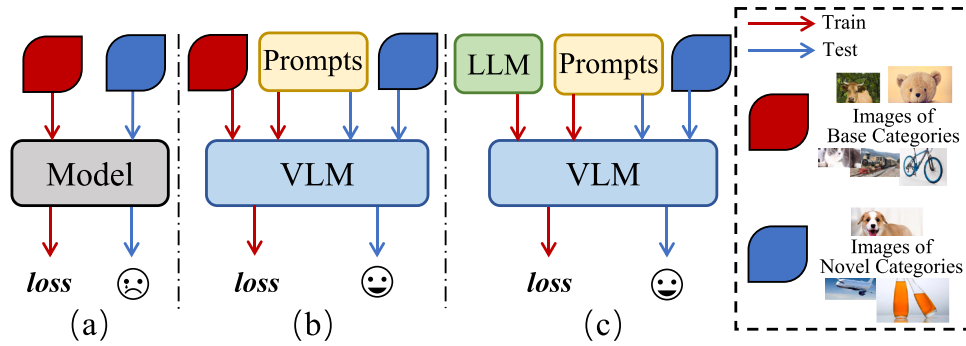 Prompts
LLM
Prompts
Model
VLM
VLM
loss
loss
loss
(a)
(b)
(c)
Train
Test
Images of
Base Categories
Images of
Novel Categories